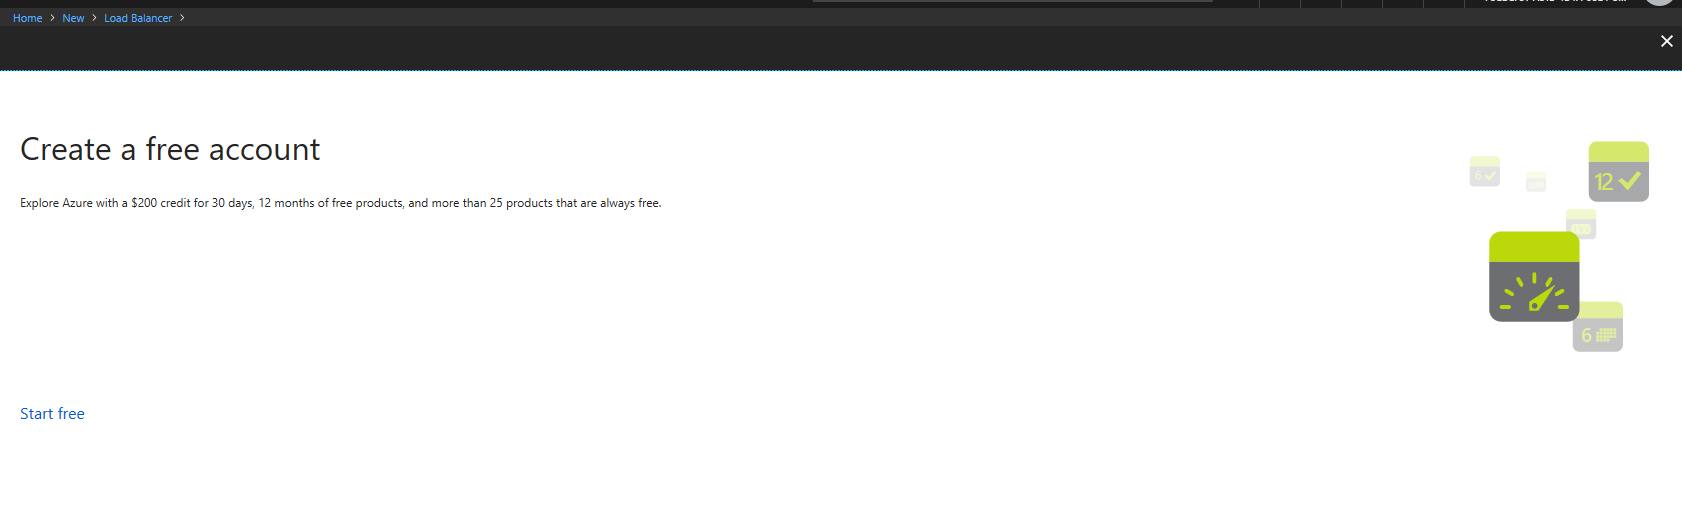 Home > New > Load Balancer >
Create a free account
Explore Azure with a $200 credit for 30 days, 12 months of free products, and more than 25 products that are always free.
12
6
6
Start free